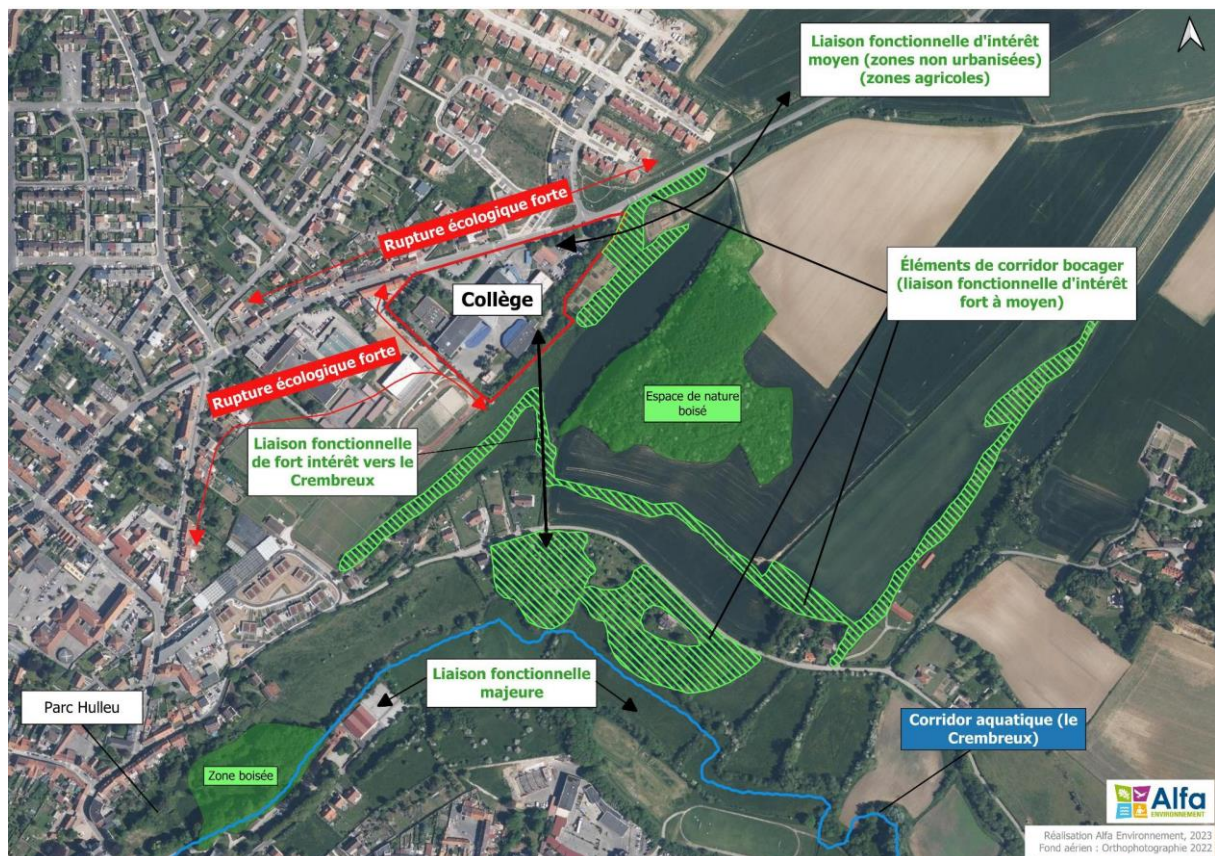 Liaison fonctionnelle d'intérêt
moyen (zones non urbanisées)
(zones agricoles)
Rupture écologique forte
Collège
Éléments de corridor bocager
(liaison fonctionnelle d'intérêt
fort à moyen)
Rupture écologique forte
Espace de nature
boisé
Liaison fonctionnelle
de fort intérêt vers le
Crembreux
Liaison fonctionnelle
majeure
Parc Hulleu
Corridor aquatique (le
Crembreux)
Zone boisée
Alfa
ENVIRONNEMENT
Réalisation Alfa Environnement, 2023
Fond aérien : Orthophotographie 2022